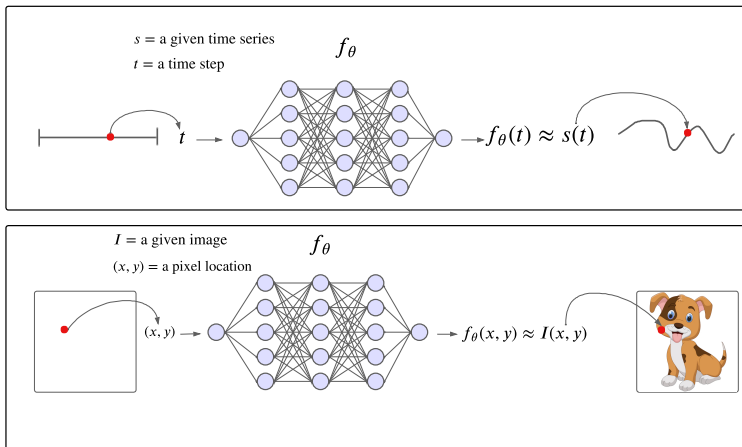 s = a given time series
t = a time step
f_θ
t
f_θ(t) ≈ s(t)
I = a given image
(x, y) = a pixel location
f_θ
(x, y)
f_θ(x, y) ≈ I(x, y)